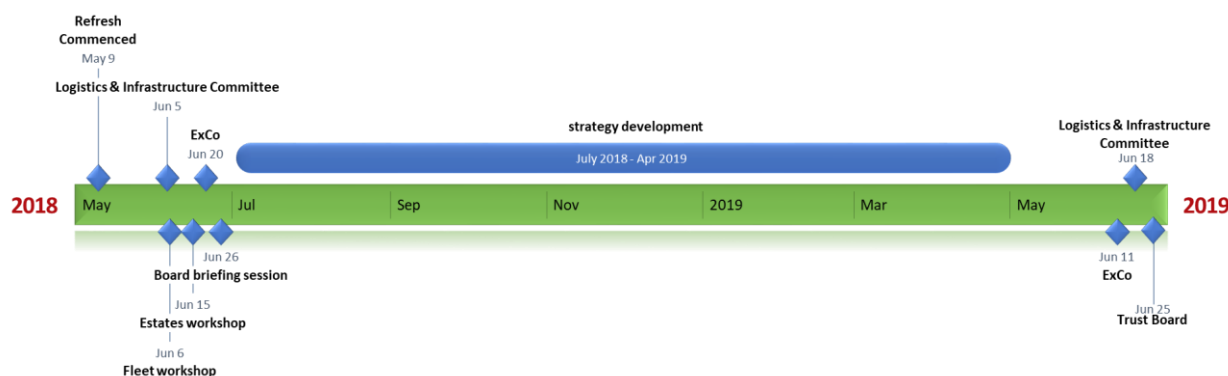 Refresh
Commenced
May 9
Logistics & Infrastructure Committee
Jun 5
ExCo
Jun 20
strategy development
July 2018 - Apr 2019
Logistics & Infrastructure
Committee
Jun 18
2018
May
Jul
Sep
Nov
2019
Mar
May
2019
Jun 26
Board briefing session
Jun 15
Estates workshop
Jun 6
Fleet workshop
Jun 11
ExCo
Jun 25
Trust Board